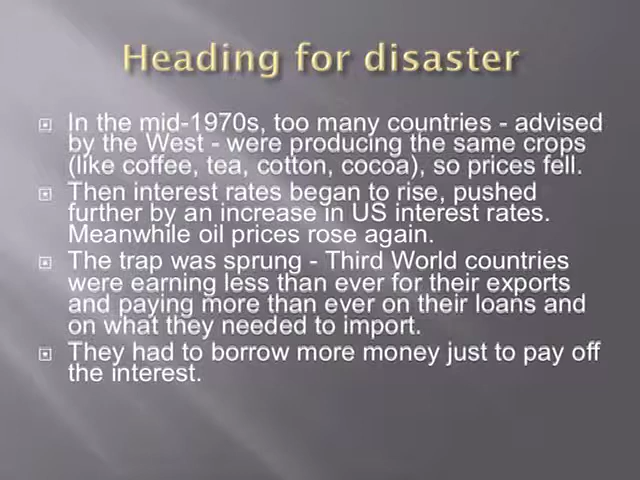 Heading for disaster
In the mid-1970s, too many countries - advised
by the West - were producing the same crops
(like coffee, tea, cotton, cocoa), so prices fell.
Then interest rates began to rise, pushed
further by an increase in US interest rates.
Meanwhile oil prices rose again.
The trap was sprung - Third World countries
were earning less than ever for their exports
and paying more than ever on their loans and
on what they needed to import.
They had to borrow more money just to pay off
the interest.